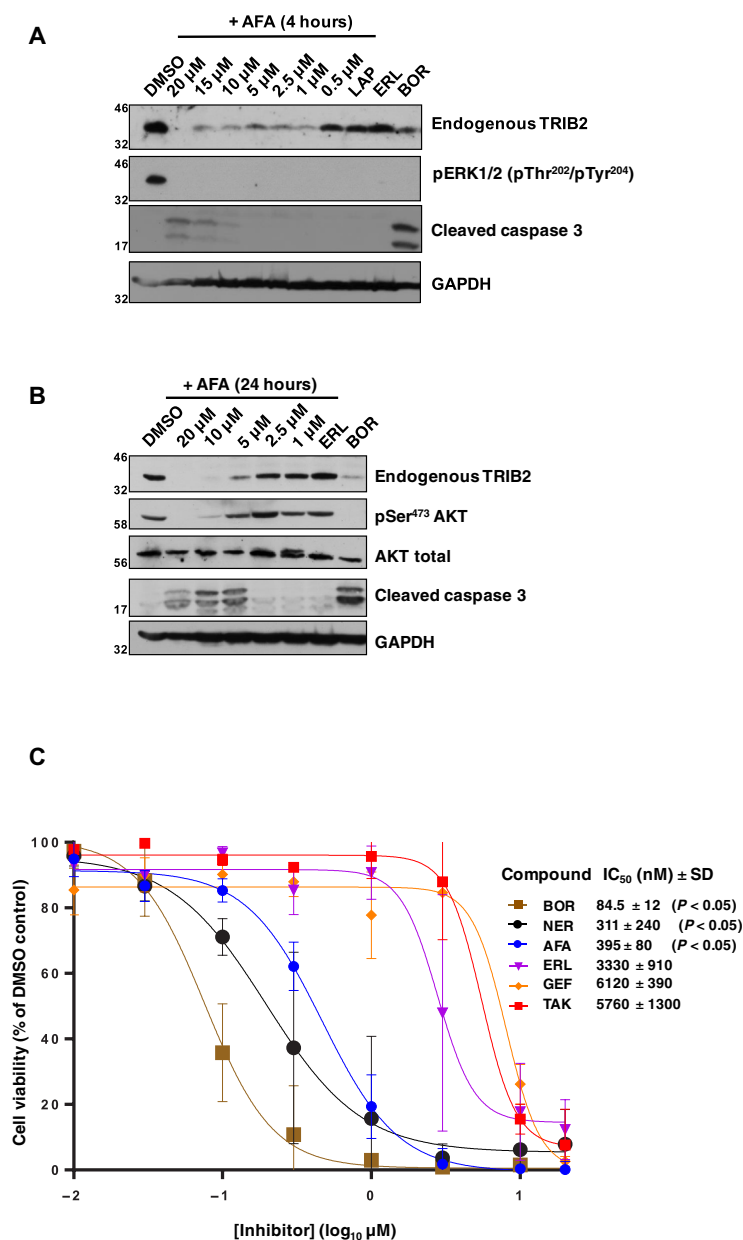 A
+ AFA (4 hours)
DMSO 20 µM 15 µM 10 µM 5 µM 2.5 µM 1 µM 0.5 µM LAP ERL BOR
46
32
Endogenous TRIB2
46
32
pERK1/2 (pThr²⁰²/pTyr²⁰⁴)
17
Cleaved caspase 3
32
GAPDH
B
+ AFA (24 hours)
DMSO 20 µM 10 µM 5 µM 2.5 µM 1 µM ERL BOR
46
32
Endogenous TRIB2
58
pSer⁴⁷³ AKT
56
AKT total
17
Cleaved caspase 3
32
GAPDH
C
Cell viability (% of DMSO control)
100
80
60
40
20
0
−2 −1 0 1
[Inhibitor] (log₁₀ µM)
Compound IC₅₀ (nM) ± SD
BOR 84.5 ± 12 (P < 0.05)
NER 311 ± 240 (P < 0.05)
AFA 395 ± 80 (P < 0.05)
ERL 3330 ± 910
GEF 6120 ± 390
TAK 5760 ± 1300